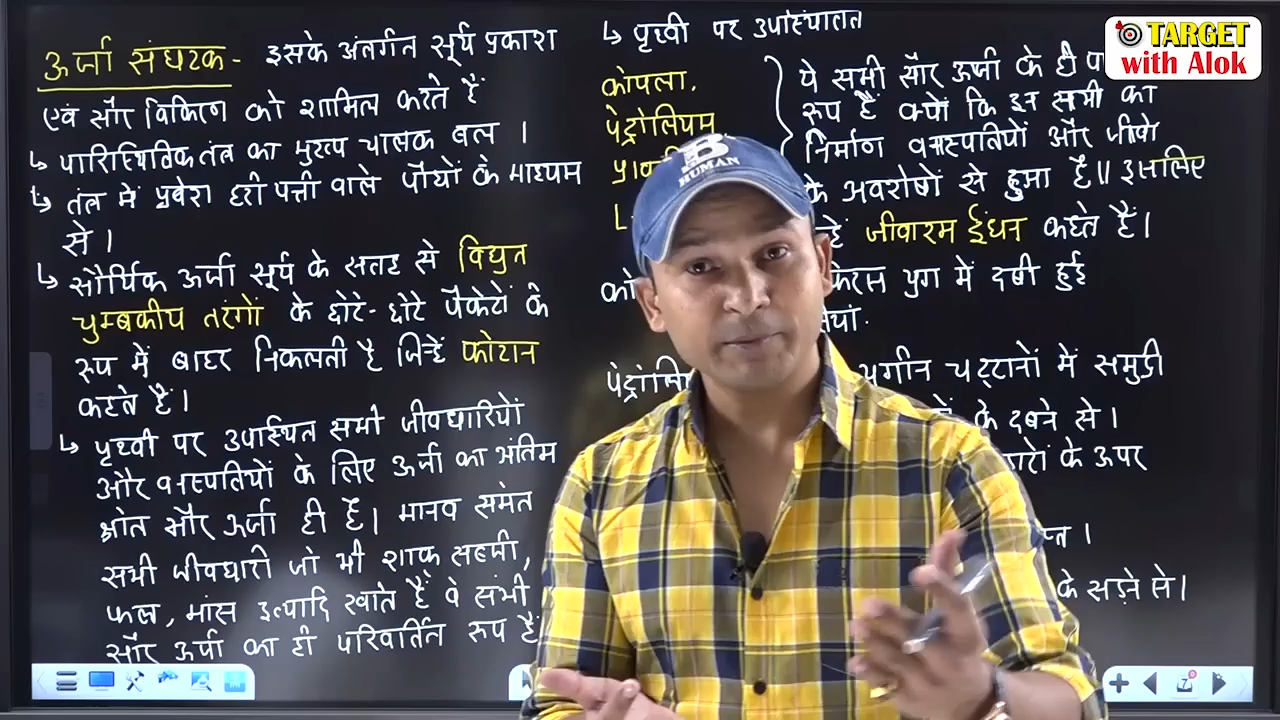 ऊर्जा संघटक - इसके अंतर्गत सूर्य प्रकाश
एवं सौर विकिरण को शामिल करते हैं
↳ पारिस्थितिक तंत्र का मुख्य चालक बल ।
↳ तंत्र में प्रवेश हरी पत्ती वाले पौधों के माध्यम
से ।
↳ सौर्यिक ऊर्जा सूर्य के सतह से विद्युत
चुम्बकीय तरंगों के छोटे - छोटे पैकेटों के
रूप में बाहर निकलती है जिन्हें फोटान
कहते हैं ।
↳ पृथ्वी पर उपस्थित सभी जीवधारियों
और वनस्पतियों के लिए ऊर्जा का अंतिम
श्रोत सौर ऊर्जा ही है । मानव समेत
सभी जीवधारी जो भी शाक सब्जी,
फल, मांस इत्यादि खाते हैं वे सभी
सौर ऊर्जा का ही परिवर्तित रूप है
↳ पृथ्वी पर
कोयला,
पेट्रोलियम
ये सभी सौर ऊर्जा के ही
रूप हैं क्यों कि इन सभी का
निर्माण वनस्पतियों और जीवों
के अवशेषों से हुआ है ॥ इसलिए
जीवाश्म ईंधन कहते हैं ।
युग में दबी हुई
चट्टानों में समुद्री
के दबने से ।
के ऊपर
के सड़ने से ।
TARGET
with Alok
B
HUMAN